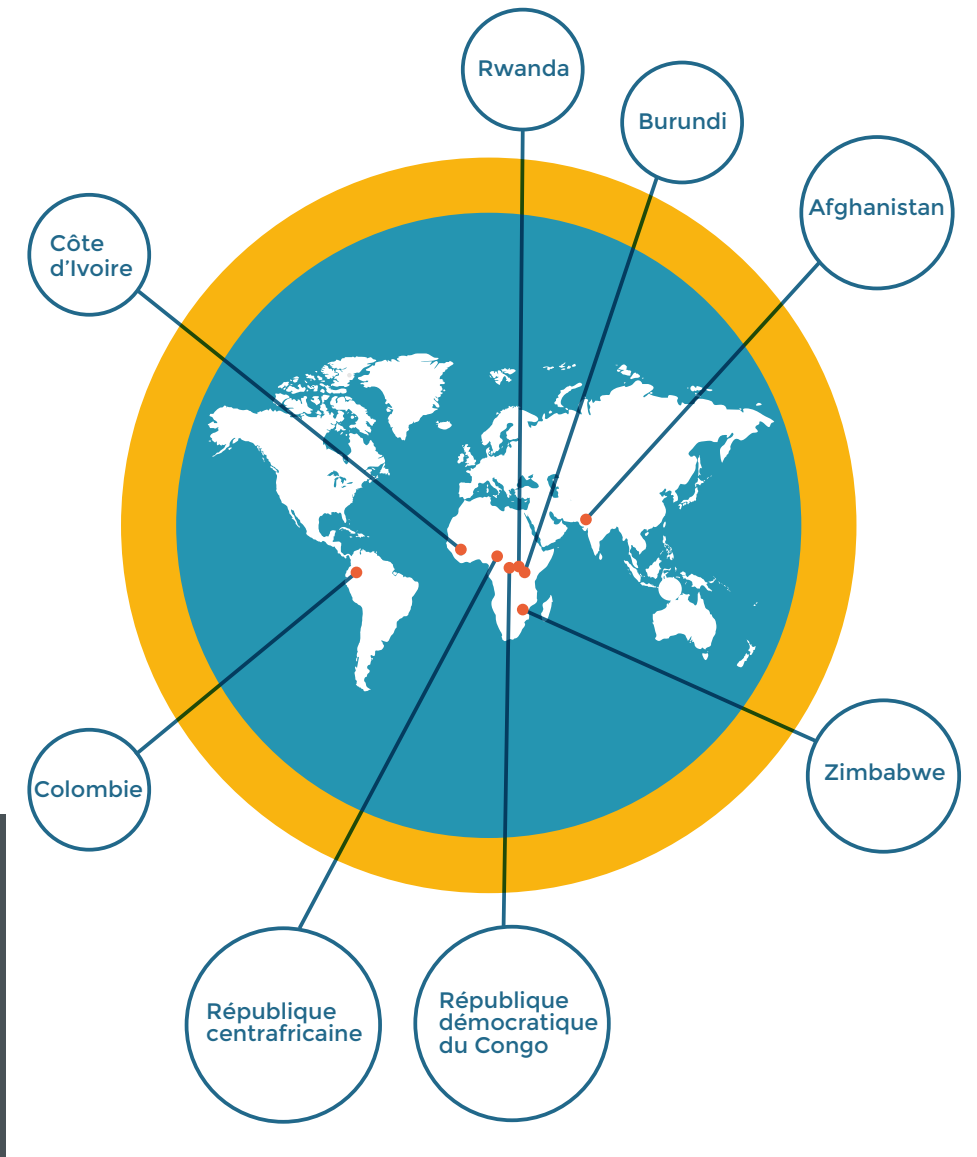 Rwanda
Burundi
Afghanistan
Côte
d’Ivoire
Colombie
Zimbabwe
République
centrafricaine
République
démocratique
du Congo